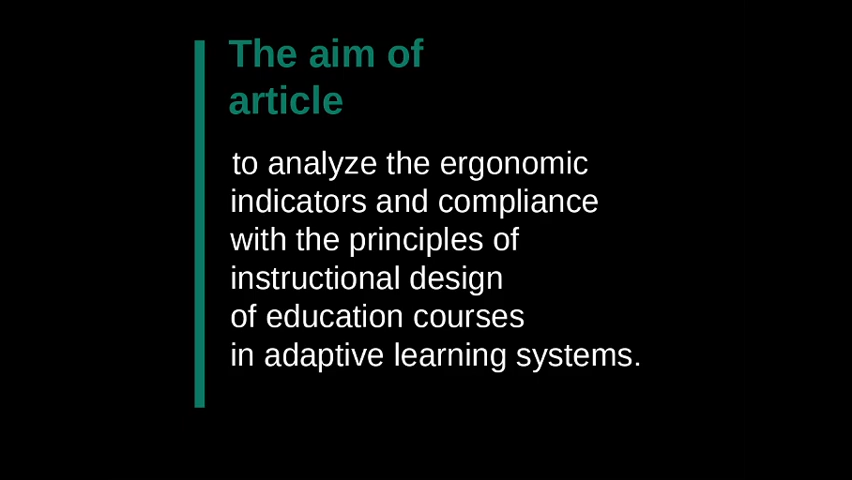 The aim of
article
to analyze the ergonomic
indicators and compliance
with the principles of
instructional design
of education courses
in adaptive learning systems.